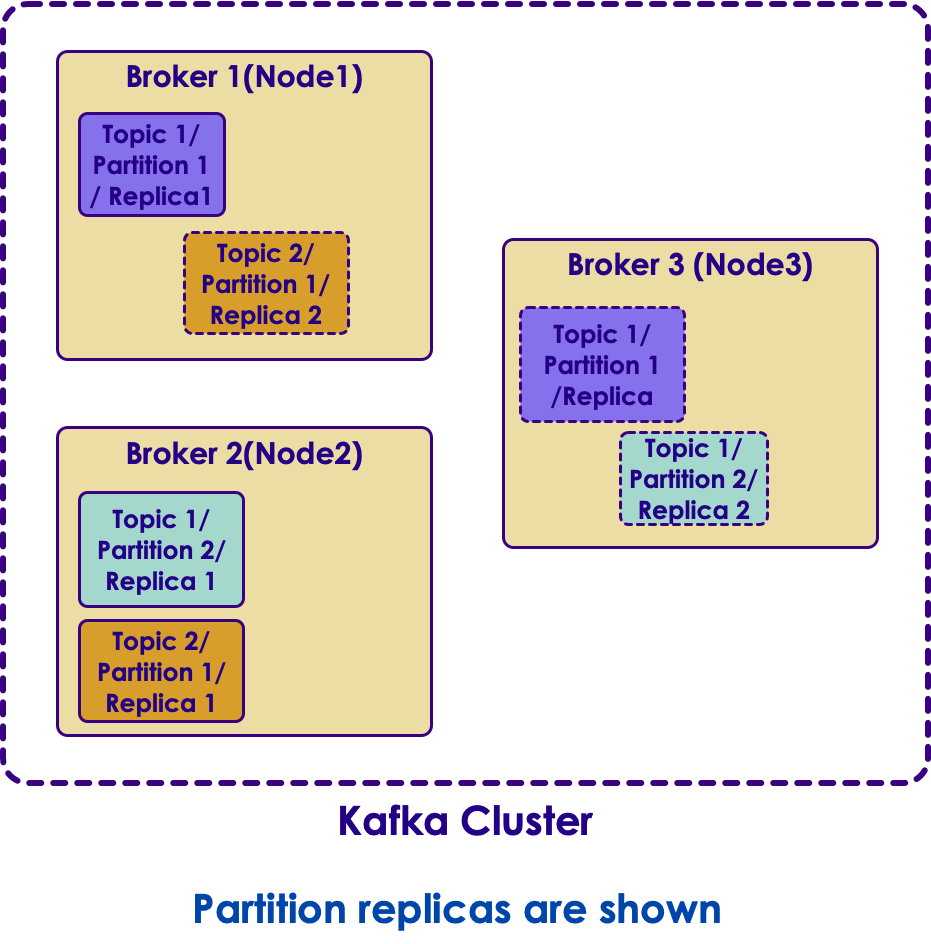 Broker 1(Node1)
Topic 1/
Partition 1
/ Replica1
Topic 2/
Partition 1/
Replica 2
Broker 2(Node2)
Topic 1/
Partition 2/
Replica 1
Topic 2/
Partition 1/
Replica 1
Broker 3 (Node3)
Topic 1/
Partition 1
/Replica
Topic 1/
Partition 2/
Replica 2
Kafka Cluster
Partition replicas are shown